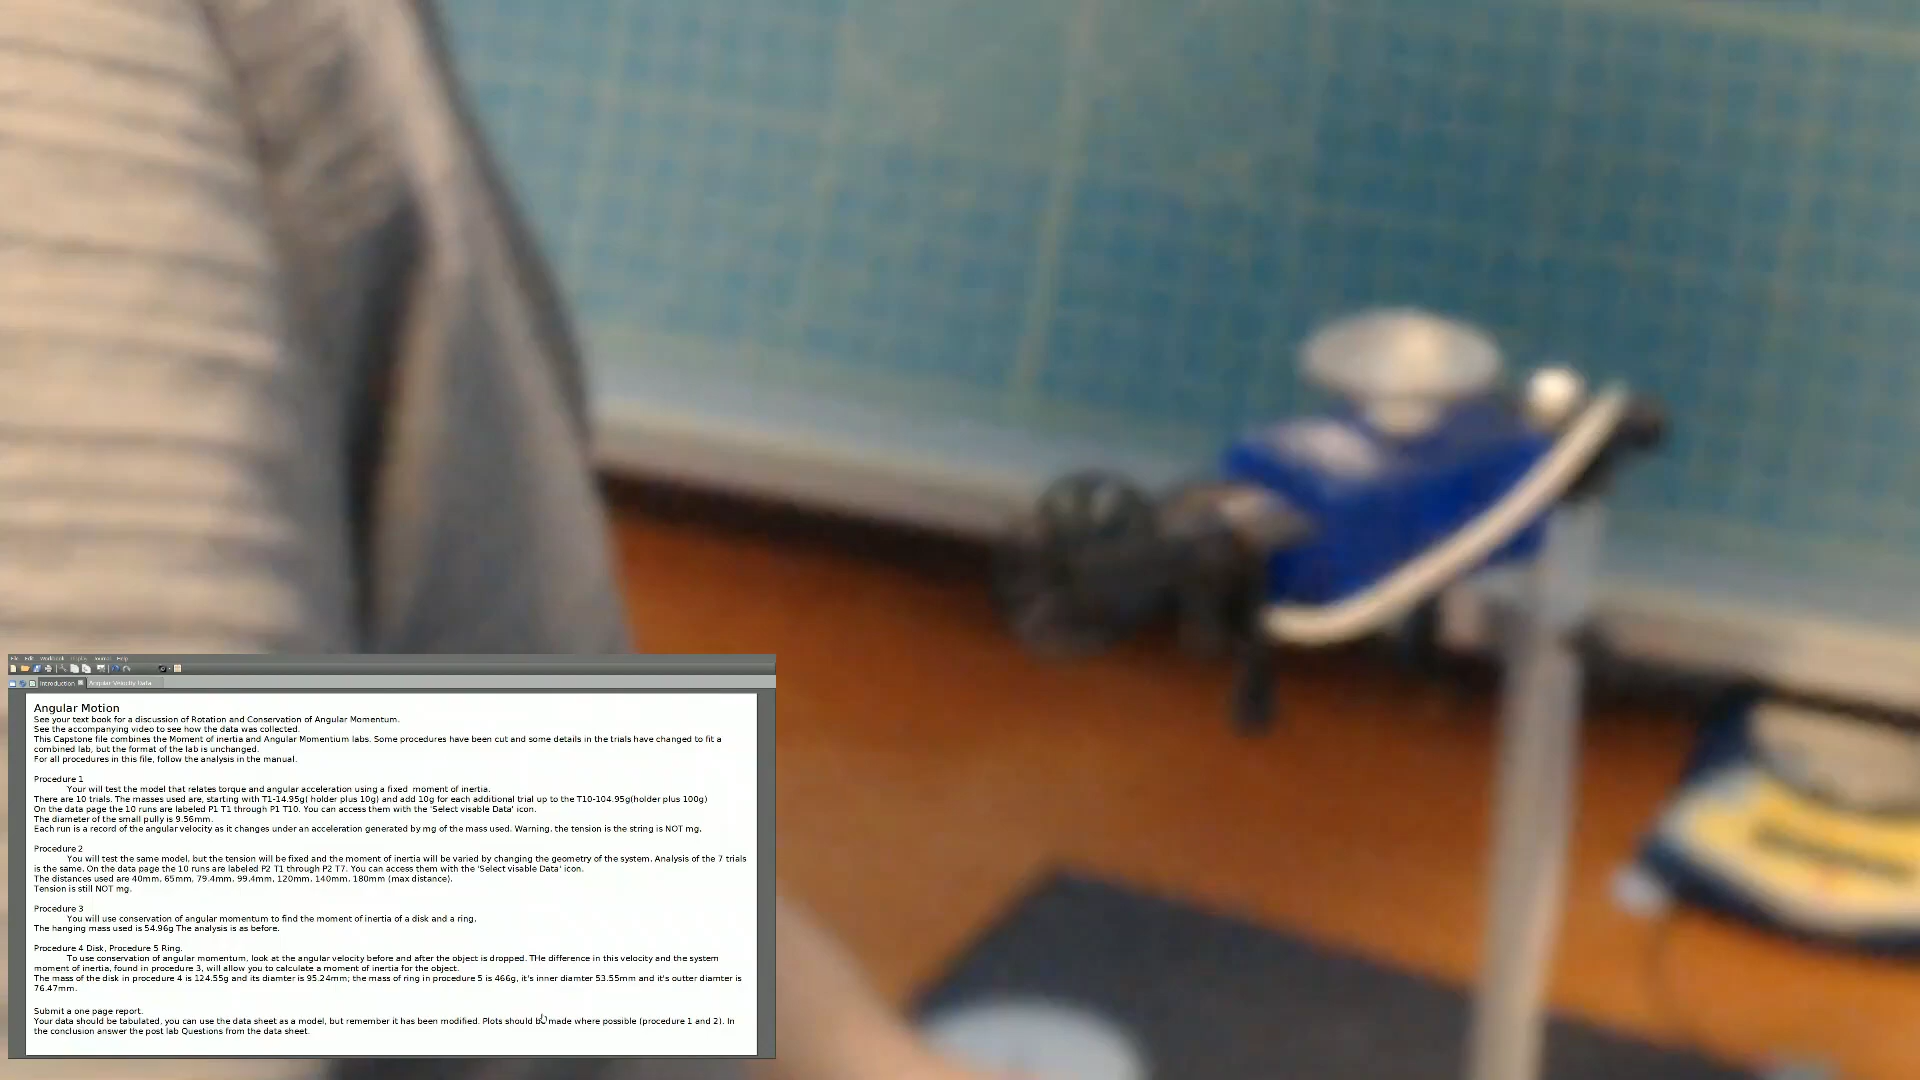 File Edit Workbook Display Journal Help
Introduction Angular Velocity Data
Angular Motion
See your text book for a discussion of Rotation and Conservation of Angular Momentum.
See the accompanying video to see how the data was collected.
This Capstone file combines the Moment of inertia and Angular Momentium labs. Some procedures have been cut and some details in the trials have changed to fit a
combined lab, but the format of the lab is unchanged.
For all procedures in this file, follow the analysis in the manual.
Procedure 1
Your will test the model that relates torque and angular acceleration using a fixed moment of inertia.
There are 10 trials. The masses used are, starting with T1-14.95g( holder plus 10g) and add 10g for each additional trial up to the T10-104.95g(holder plus 100g)
On the data page the 10 runs are labeled P1 T1 through P1 T10. You can access them with the 'Select visable Data' icon.
The diameter of the small pully is 9.56mm.
Each run is a record of the angular velocity as it changes under an acceleration generated by mg of the mass used. Warning, the tension is the string is NOT mg.
Procedure 2
You will test the same model, but the tension will be fixed and the moment of inertia will be varied by changing the geometry of the system. Analysis of the 7 trials
is the same. On the data page the 10 runs are labeled P2 T1 through P2 T7. You can access them with the 'Select visable Data' icon.
The distances used are 40mm, 65mm, 79.4mm, 99.4mm, 120mm, 140mm, 180mm (max distance).
Tension is still NOT mg.
Procedure 3
You will use conservation of angular momentum to find the moment of inertia of a disk and a ring.
The hanging mass used is 54.96g The analysis is as before.
Procedure 4 Disk, Procedure 5 Ring.
To use conservation of angular momentum, look at the angular velocity before and after the object is dropped. THe difference in this velocity and the system
moment of inertia, found in procedure 3, will allow you to calculate a moment of inertia for the object.
The mass of the disk in procedure 4 is 124.55g and its diamter is 95.24mm; the mass of ring in procedure 5 is 466g, it's inner diamter 53.55mm and it's outter diamter is
76.47mm.
Submit a one page report.
Your data should be tabulated, you can use the data sheet as a model, but remember it has been modified. Plots should be made where possible (procedure 1 and 2). In
the conclusion answer the post lab Questions from the data sheet.